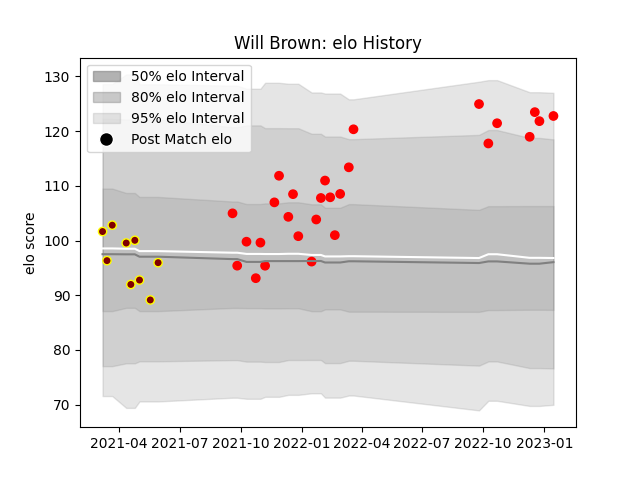 Will Brown: elo History
130
120
110
100
90
80
70
elo score
50% elo Interval
80% elo Interval
95% elo Interval
Post Match elo
2021-04 2021-07 2021-10 2022-01 2022-04 2022-07 2022-10 2023-01